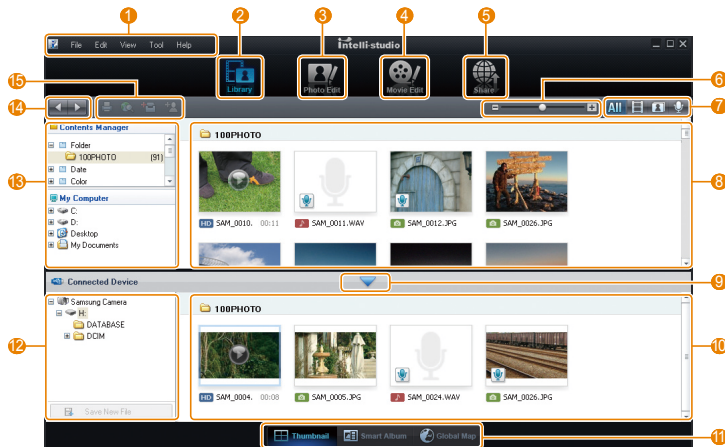 1
2
3
4
5
File Edit View Tool Help
intelli-studio
Library
Photo Edit
Movie Edit
Share
15
6
14
All
7
Contents Manager
Folder
100PHOTO (91)
Date
Color
13
My Computer
C:
D:
Desktop
My Documents
100PHOTO
HD SAM_0010. 00:11
SAM_0011.WAV
SAM_0012.JPG
SAM_0026.JPG
8
Connected Device
9
Samsung Camera
H:
DATABASE
DCIM
12
Save New File
100PHOTO
HD SAM_0004. 00:08
SAM_0005.JPG
SAM_0024.WAV
SAM_0026.JPG
10
Thumbnail
Smart Album
Global Map
11